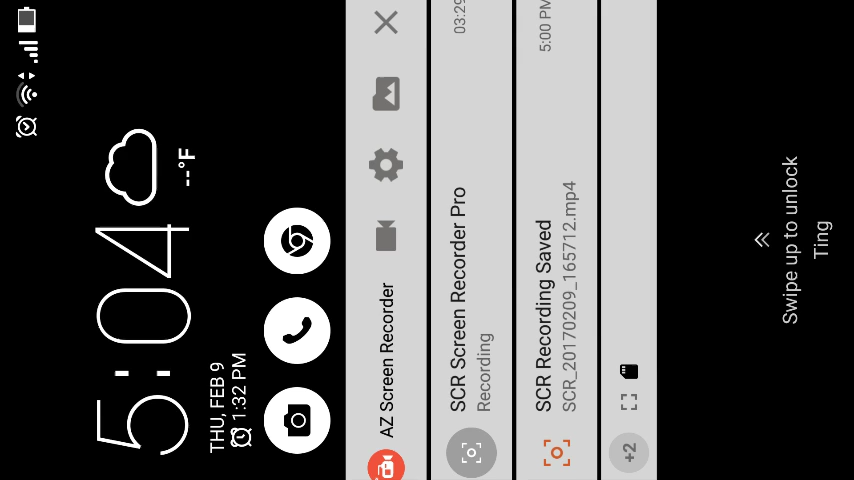 5:04
--°F
THU, FEB 9
1:32 PM
AZ Screen Recorder
SCR Screen Recorder Pro
03:29
Recording
SCR Recording Saved
5:00 PM
SCR_20170209_165712.mp4
+2
Swipe up to unlock
Ting